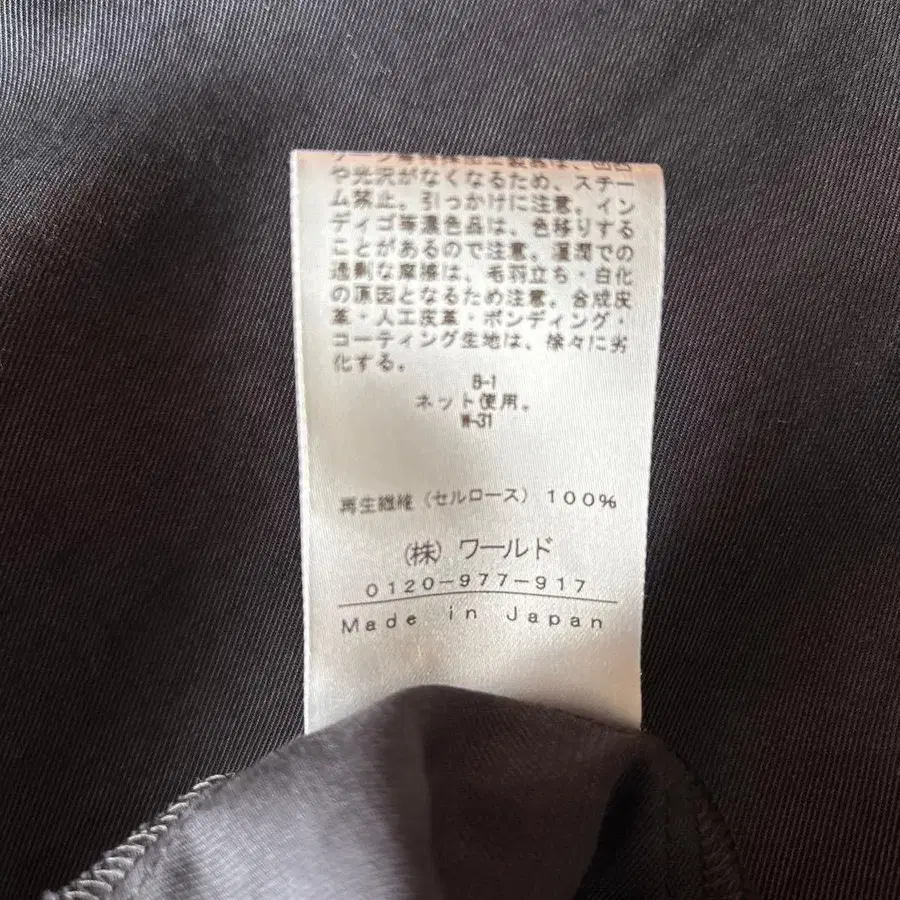 や光沢がなくなるため、スチー
ム禁止。引っかけに注意。イン
ディゴ等濃色品は、色移りする
ことがあるので注意。湿潤での
過剰な摩擦は、毛羽立ち・白化
の原因となるため注意。合成皮
革・人工皮革・ボンディング・
コーティング生地は、徐々に劣
化する。
B-1
ネット使用。
W-31
再生繊維（セルロース）100%
（株）ワールド
0120-977-917
Made in Japan